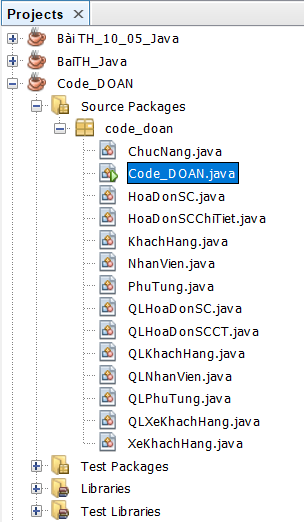 Projects
Bài TH_10_05_Java
BaiTH_Java
Code_DOAN
Source Packages
code_doan
ChucNang.java
Code_DOAN.java
HoaDonSC.java
HoaDonSCChiTiet.java
KhachHang.java
NhanVien.java
PhuTung.java
QLHoaDonSC.java
QLHoaDonSCCT.java
QLKhachHang.java
QLNhanVien.java
QLPhuTung.java
QLXeKhachHang.java
XeKhachHang.java
Test Packages
Libraries
Test Libraries